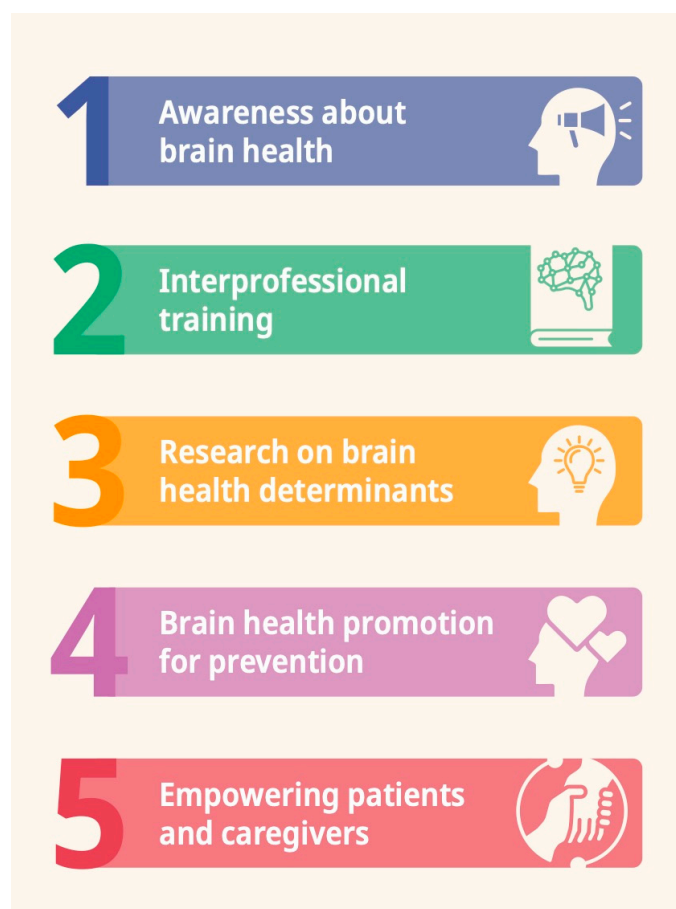 1
Awareness about
brain health
2
Interprofessional
training
3
Research on brain
health determinants
4
Brain health promotion
for prevention
5
Empowering patients
and caregivers